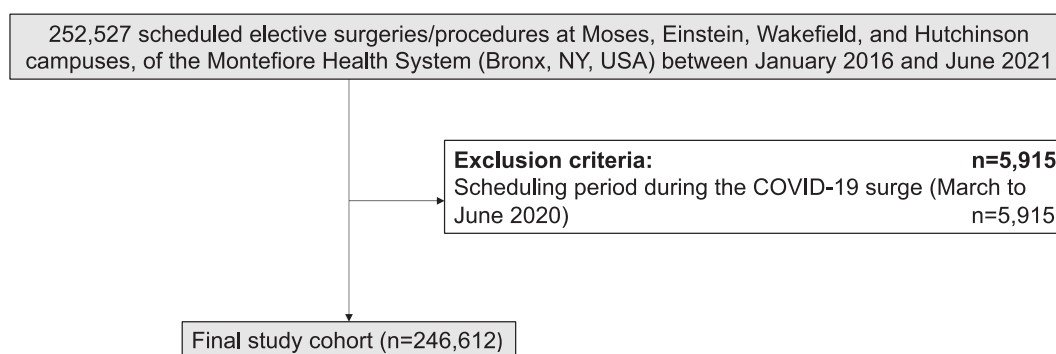 252,527 scheduled elective surgeries/procedures at Moses, Einstein, Wakefield, and Hutchinson
campuses, of the Montefiore Health System (Bronx, NY, USA) between January 2016 and June 2021
Exclusion criteria: n=5,915
Scheduling period during the COVID-19 surge (March to
June 2020) n=5,915
Final study cohort (n=246,612)